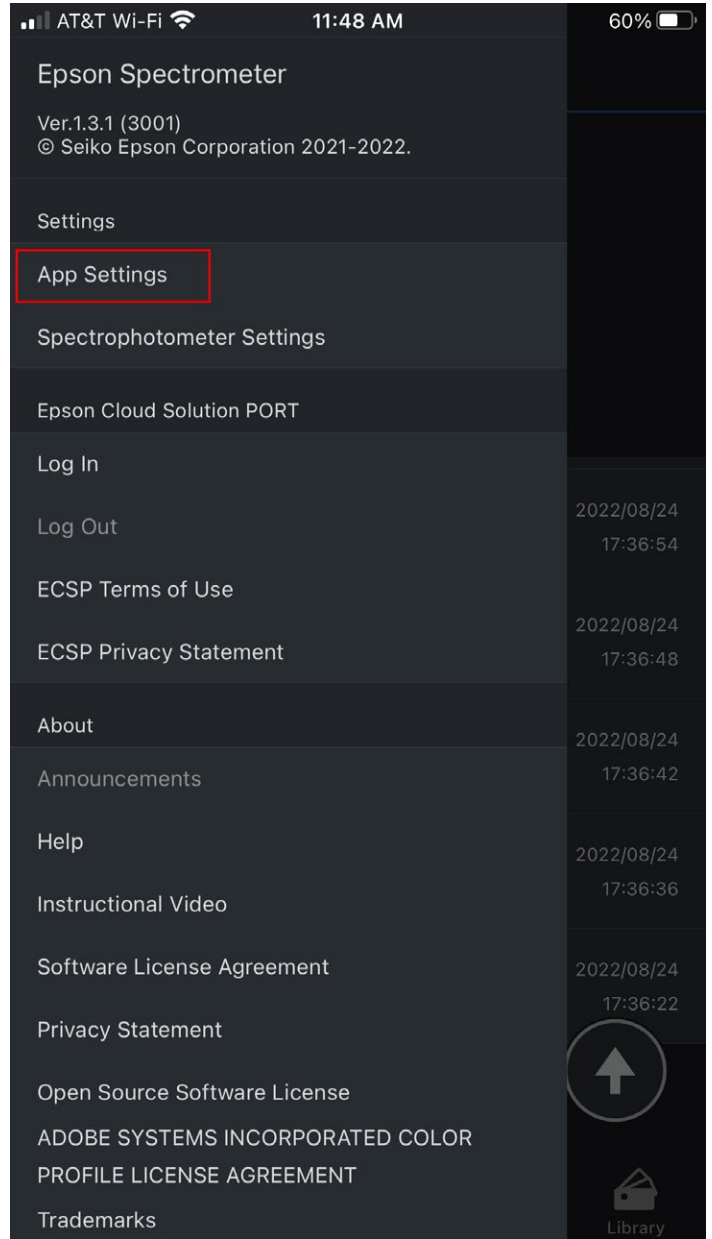 AT&T Wi-Fi 11:48 AM 60%
Epson Spectrometer
Ver.1.3.1 (3001)
© Seiko Epson Corporation 2021-2022.
Settings
App Settings
Spectrophotometer Settings
Epson Cloud Solution PORT
Log In
2022/08/24
Log Out
17:36:54
ECSP Terms of Use
2022/08/24
ECSP Privacy Statement
17:36:48
About
2022/08/24
Announcements
17:36:42
Help
2022/08/24
17:36:36
Instructional Video
Software License Agreement
2022/08/24
17:36:22
Privacy Statement
Open Source Software License
ADOBE SYSTEMS INCORPORATED COLOR
PROFILE LICENSE AGREEMENT
Trademarks
Library